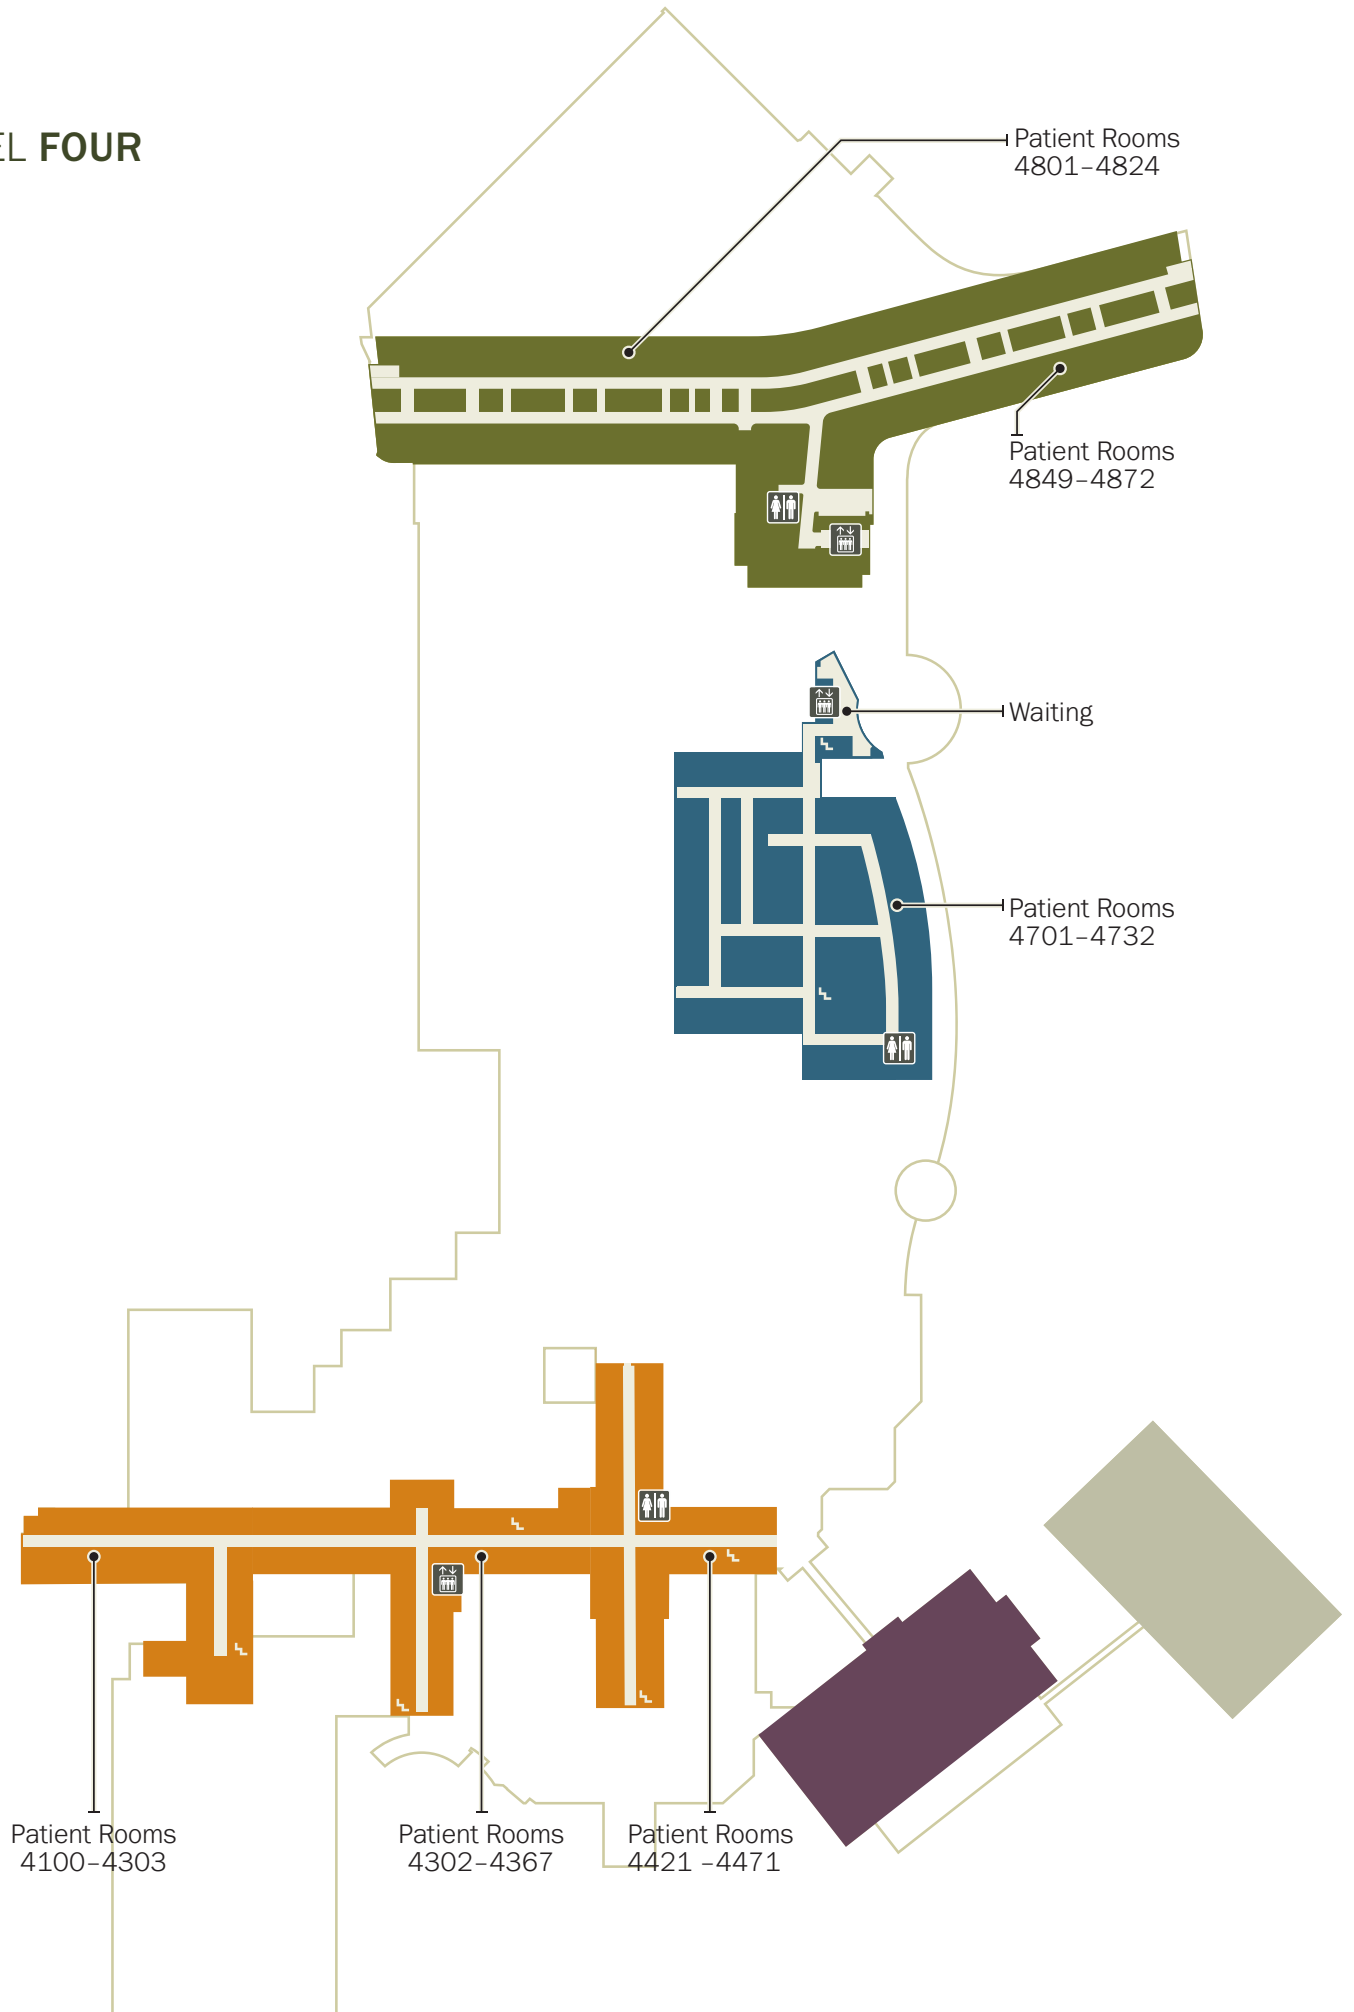 EL FOUR
Patient Rooms
4801–4824
Patient Rooms
4849–4872
Waiting
Patient Rooms
4701–4732
Patient Rooms
4100–4303
Patient Rooms
4302–4367
Patient Rooms
4421 –4471